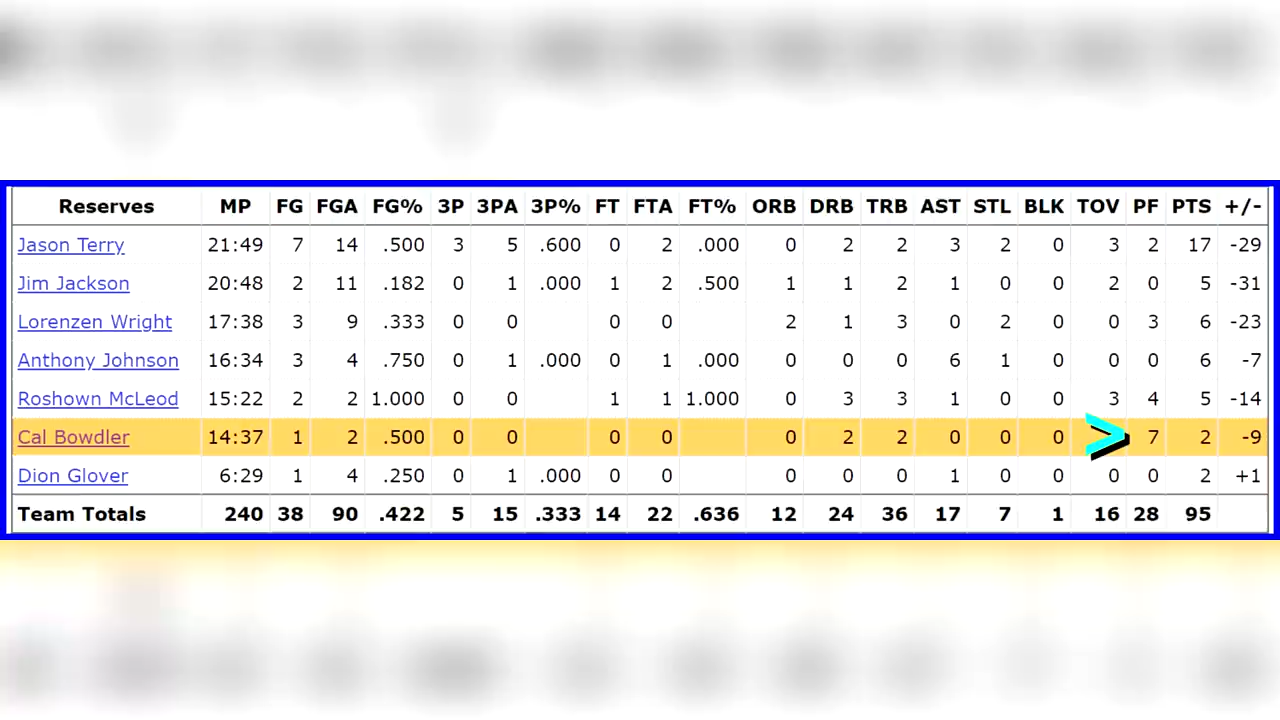 Reserves MP FG FGA FG% 3P 3PA 3P% FT FTA FT% ORB DRB TRB AST STL BLK TOV PF PTS +/-
Jason Terry 21:49 7 14 .500 3 5 .600 0 2 .000 0 2 2 3 2 0 3 2 17 -29
Jim Jackson 20:48 2 11 .182 0 1 .000 1 2 .500 1 1 2 1 0 0 2 0 5 -31
Lorenzen Wright 17:38 3 9 .333 0 0 0 0 2 1 3 0 2 0 0 3 6 -23
Anthony Johnson 16:34 3 4 .750 0 1 .000 0 1 .000 0 0 0 6 1 0 0 0 6 -7
Roshown McLeod 15:22 2 2 1.000 0 0 1 1 1.000 0 3 3 1 0 0 3 4 5 -14
Cal Bowdler 14:37 1 2 .500 0 0 0 0 0 2 2 0 0 0 > 7 2 -9
Dion Glover 6:29 1 4 .250 0 1 .000 0 0 0 0 0 1 0 0 0 0 2 +1
Team Totals 240 38 90 .422 5 15 .333 14 22 .636 12 24 36 17 7 1 16 28 95